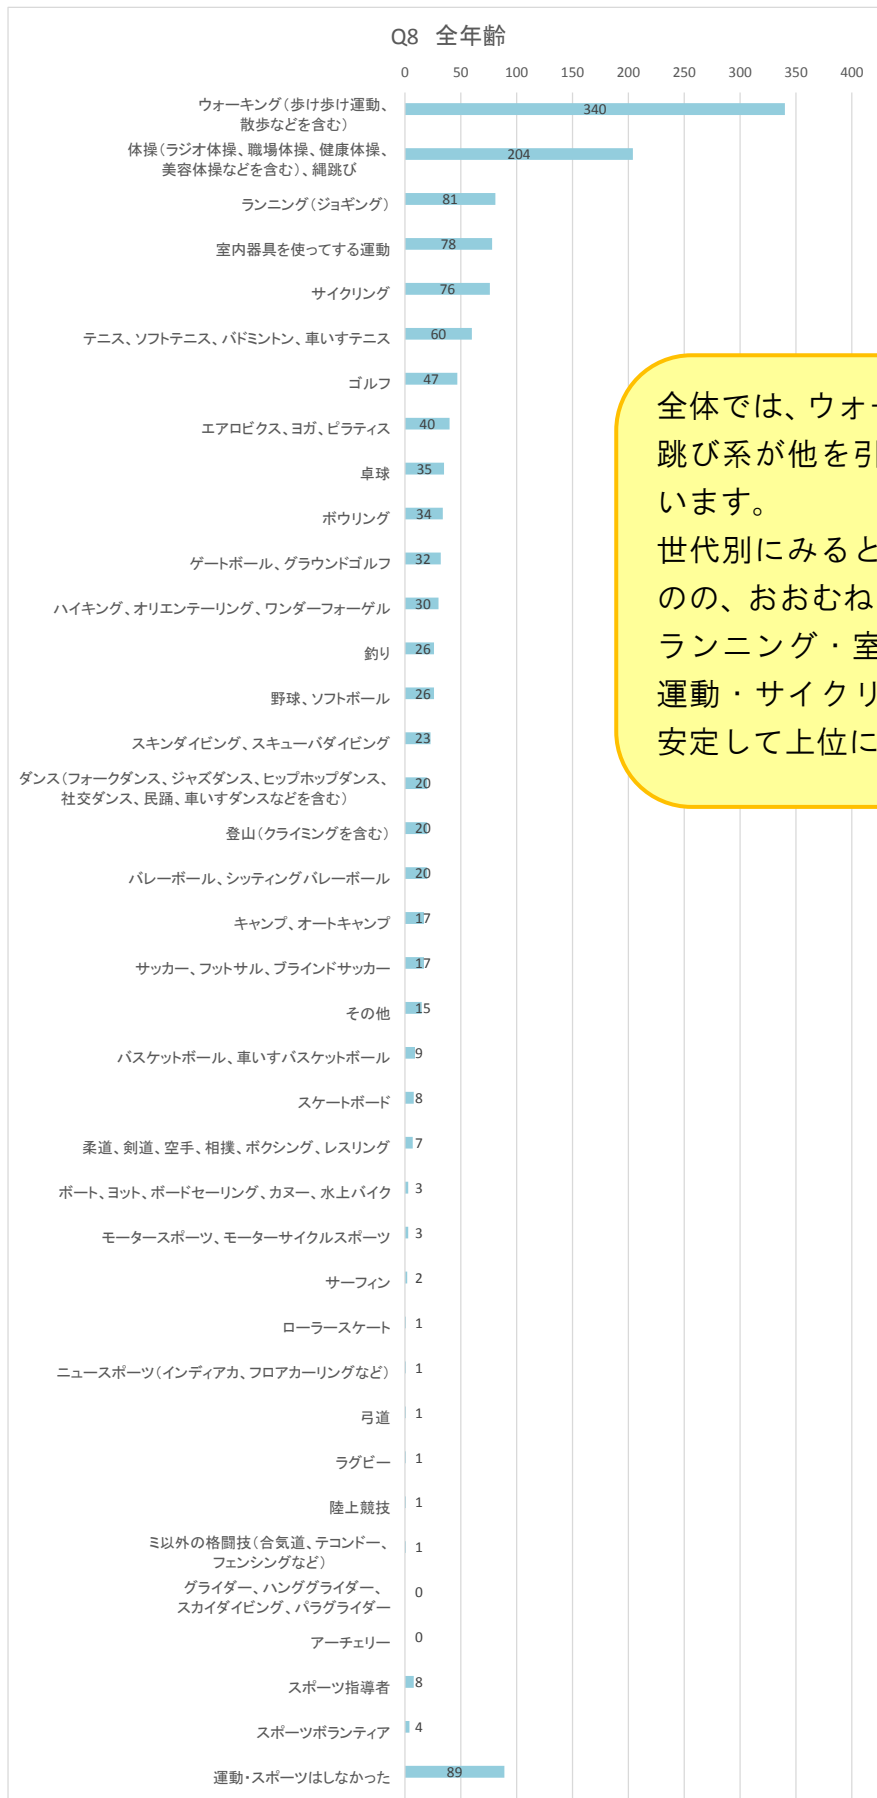 Q8 全年齢
0 50 100 150 200 250 300 350 400
ウォーキング(歩け歩け運動、
散歩などを含む)
340
体操(ラジオ体操、職場体操、健康体操、
美容体操などを含む)、縄跳び
204
ランニング(ジョギング)
81
室内器具を使ってする運動
78
サイクリング
76
テニス、ソフトテニス、バドミントン、車いすテニス
60
ゴルフ
47
エアロビクス、ヨガ、ピラティス
40
卓球
35
ボウリング
34
ゲートボール、グラウンドゴルフ
32
ハイキング、オリエンテーリング、ワンダーフォーゲル
30
釣り
26
野球、ソフトボール
26
スキンダイビング、スキューバダイビング
23
ダンス(フォークダンス、ジャズダンス、ヒップホップダンス、
社交ダンス、民踊、車いすダンスなどを含む)
20
登山(クライミングを含む)
20
バレーボール、シッティングバレーボール
20
キャンプ、オートキャンプ
17
サッカー、フットサル、ブラインドサッカー
17
その他
15
バスケットボール、車いすバスケットボール
9
スケートボード
8
柔道、剣道、空手、相撲、ボクシング、レスリング
7
ボート、ヨット、ボードセーリング、カヌー、水上バイク
3
モータースポーツ、モーターサイクルスポーツ
3
サーフィン
2
ローラースケート
1
ニュースポーツ(インディアカ、フロアカーリングなど)
1
弓道
1
ラグビー
1
陸上競技
1
ミ以外の格闘技(合気道、テコンドー、
フェンシングなど)
1
グライダー、ハンググライダー、
スカイダイビング、パラグライダー
0
アーチェリー
0
スポーツ指導者
8
スポーツボランティア
4
運動・スポーツはしなかった
89
全体では、ウォー
跳び系が他を引
います。
世代別にみると
のの、おおむね
ランニング・室
運動・サイクリ
安定して上位に